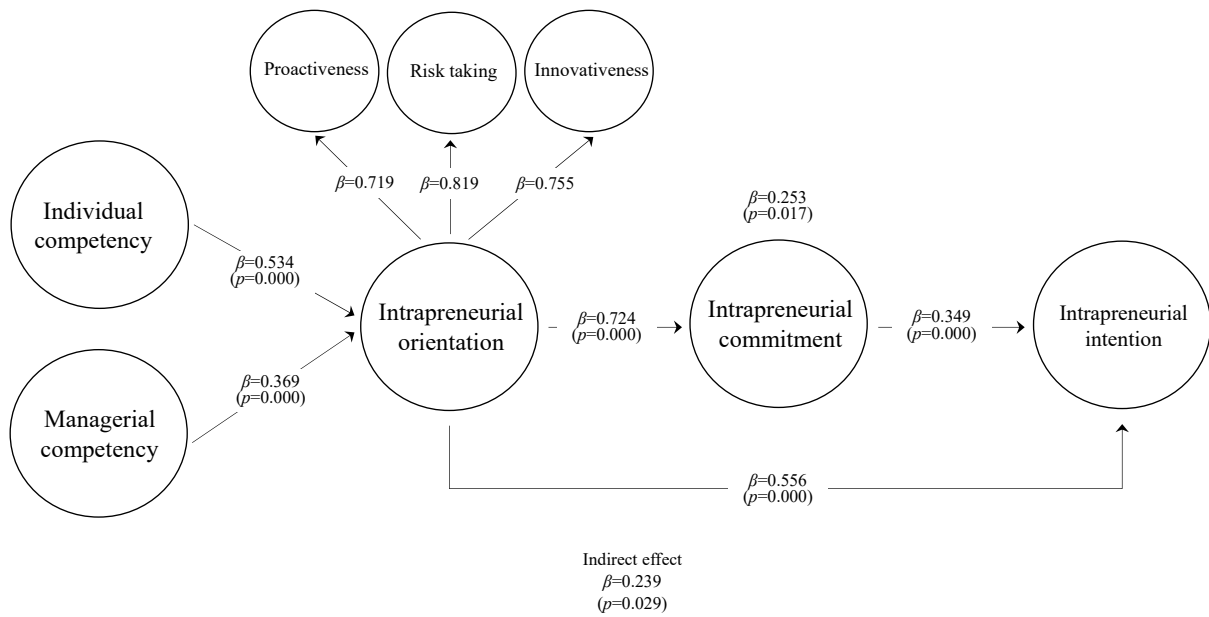 Proactiveness
Risk taking
Innovativeness
β=0.719
β=0.819
β=0.755
Individual
competency
β=0.534
(p=0.000)
β=0.253
(p=0.017)
Intrapreneurial
orientation
β=0.724
(p=0.000)
Intrapreneurial
commitment
β=0.349
(p=0.000)
Intrapreneurial
intention
β=0.369
(p=0.000)
Managerial
competency
β=0.556
(p=0.000)
Indirect effect
β=0.239
(p=0.029)